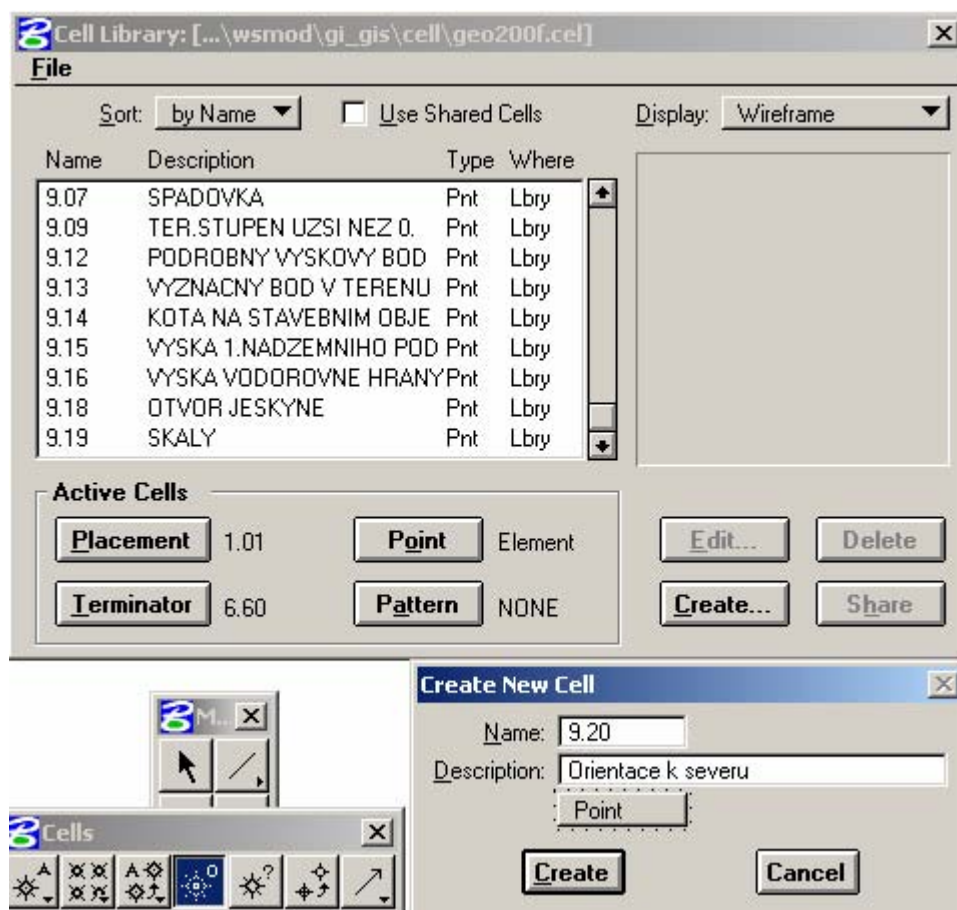 Cell Library: [...\wsmod\gi_gis\cell\geo200f.cel]
File
Sort: by Name Use Shared Cells Display: Wireframe
Name Description Type Where
9.07 SPADOVKA Pnt Lbry
9.09 TER.STUPEN UZSI NEZ 0. Pnt Lbry
9.12 PODROBNY VYSKOVY BOD Pnt Lbry
9.13 VYZNACNY BOD V TERENU Pnt Lbry
9.14 KOTA NA STAVEBNIM OBJE Pnt Lbry
9.15 VYSKA 1.NADZEMNIHO POD Pnt Lbry
9.16 VYSKA VODOROVNE HRANY Pnt Lbry
9.18 OTVOR JESKYNE Pnt Lbry
9.19 SKALY Pnt Lbry
Active Cells
Placement 1.01 Point Element Edit... Delete
Terminator 6.60 Pattern NONE Create... Share
Create New Cell
M...
Name: 9.20
Description: Orientace k severu
Point
Cells
Create Cancel